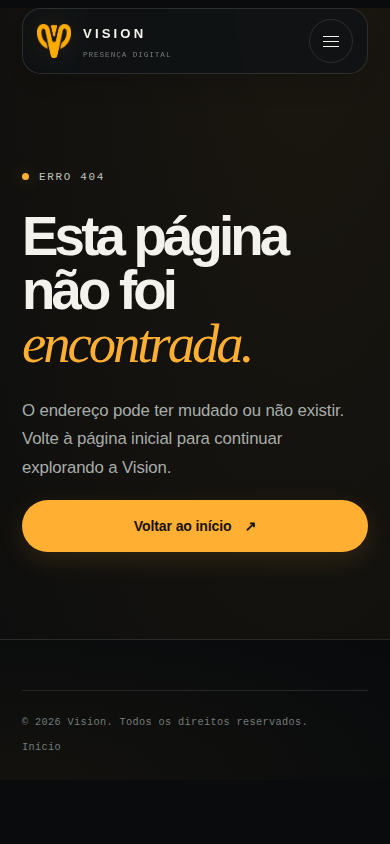 VISION
PRESENÇA DIGITAL
ERRO 404
Esta página
não foi
encontrada.
O endereço pode ter mudado ou não existir.
Volte à página inicial para continuar
explorando a Vision.
Voltar ao início ↗
© 2026 Vision. Todos os direitos reservados.
Início